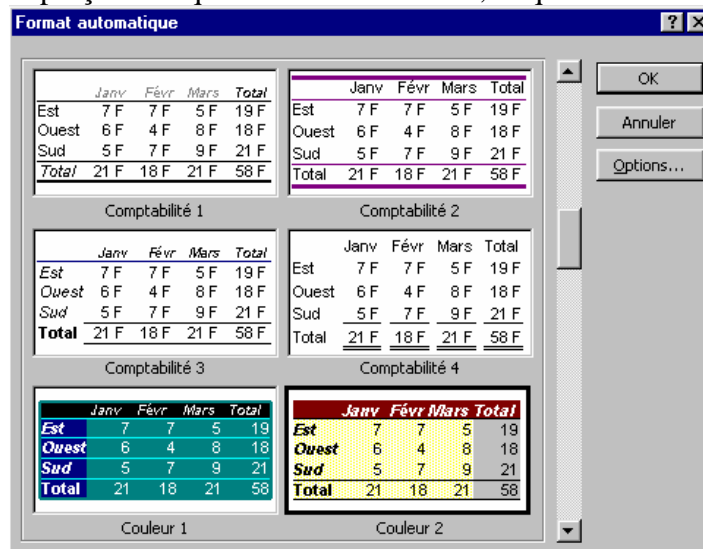 Format automatique
OK
Annuler
Options...
Janv Févr Mars Total
Est 7 F 7 F 5 F 19 F
Ouest 6 F 4 F 8 F 18 F
Sud 5 F 7 F 9 F 21 F
Total 21 F 18 F 21 F 58 F
Comptabilité 1
Janv Févr Mars Total
Est 7 F 7 F 5 F 19 F
Ouest 6 F 4 F 8 F 18 F
Sud 5 F 7 F 9 F 21 F
Total 21 F 18 F 21 F 58 F
Comptabilité 2
Janv Févr Mars Total
Est 7 F 7 F 5 F 19 F
Ouest 6 F 4 F 8 F 18 F
Sud 5 F 7 F 9 F 21 F
Total 21 F 18 F 21 F 58 F
Comptabilité 3
Janv Févr Mars Total
Est 7 F 7 F 5 F 19 F
Ouest 6 F 4 F 8 F 18 F
Sud 5 F 7 F 9 F 21 F
Total 21 F 18 F 21 F 58 F
Comptabilité 4
Janv Févr Mars Total
Est 7 7 5 19
Ouest 6 4 8 18
Sud 5 7 9 21
Total 21 18 21 58
Couleur 1
Janv Févr Mars Total
Est 7 7 5 19
Ouest 6 4 8 18
Sud 5 7 9 21
Total 21 18 21 58
Couleur 2